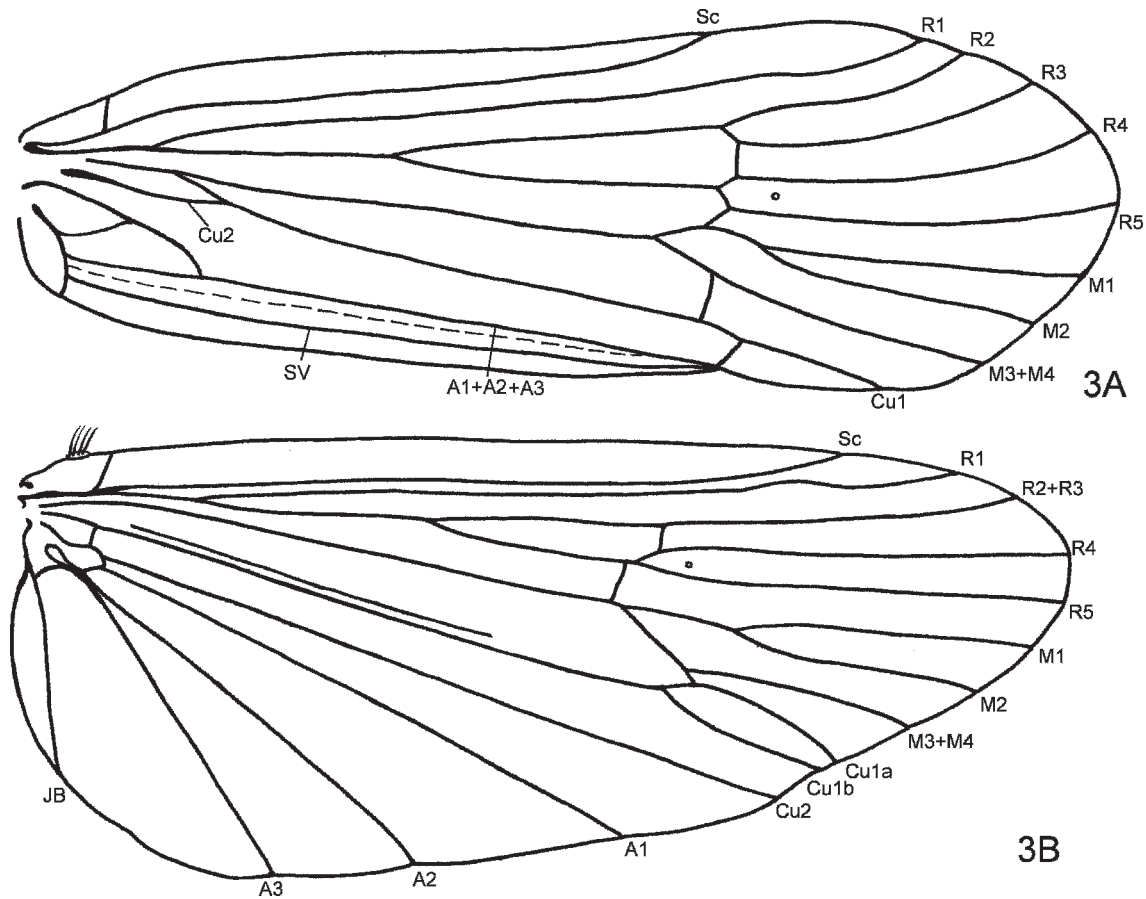 Sc
R1
R2
R3
R4
R5
M1
M2
M3+M4
Cu1
Cu2
SV
A1+A2+A3
3A
Sc
R1
R2+R3
R4
R5
M1
M2
M3+M4
Cu1a
Cu1b
Cu2
A1
A2
A3
JB
3B